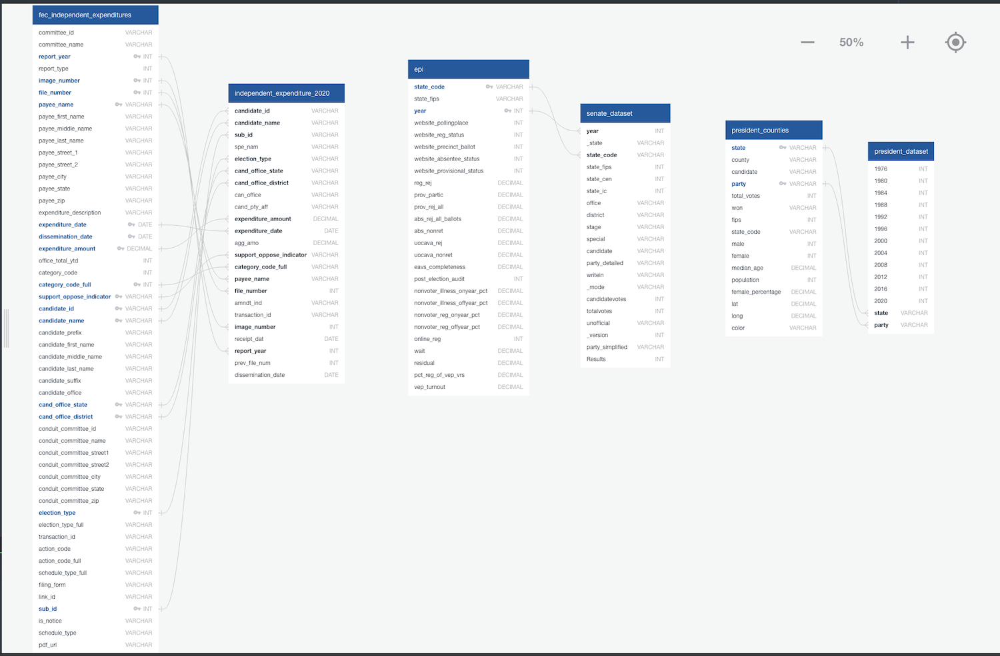 fec_independent_expenditures
committee_id VARCHAR
committee_name VARCHAR
report_year INT
report_type INT
image_number INT
file_number INT
payee_name VARCHAR
payee_first_name VARCHAR
payee_middle_name VARCHAR
payee_last_name VARCHAR
payee_street_1 VARCHAR
payee_street_2 VARCHAR
payee_city VARCHAR
payee_state VARCHAR
payee_zip VARCHAR
expenditure_description VARCHAR
expenditure_date DATE
dissemination_date DATE
expenditure_amount DECIMAL
office_total_ytd INT
category_code INT
category_code_full INT
support_oppose_indicator VARCHAR
candidate_id VARCHAR
candidate_name VARCHAR
candidate_prefix VARCHAR
candidate_first_name VARCHAR
candidate_middle_name VARCHAR
candidate_last_name VARCHAR
candidate_suffix VARCHAR
candidate_office VARCHAR
cand_office_state VARCHAR
cand_office_district VARCHAR
conduit_committee_id VARCHAR
conduit_committee_name VARCHAR
conduit_committee_street1 VARCHAR
conduit_committee_street2 VARCHAR
conduit_committee_city VARCHAR
conduit_committee_state VARCHAR
conduit_committee_zip VARCHAR
election_type INT
election_type_full VARCHAR
transaction_id VARCHAR
action_code VARCHAR
action_code_full VARCHAR
schedule_type_full VARCHAR
filing_form VARCHAR
link_id VARCHAR
sub_id INT
is_notice VARCHAR
schedule_type VARCHAR
pdf_url VARCHAR
independent_expenditure_2020
candidate_id VARCHAR
candidate_name VARCHAR
sub_id VARCHAR
spe_nam VARCHAR
election_type VARCHAR
cand_office_state VARCHAR
cand_office_district VARCHAR
can_office VARCHAR
cand_pty_aff VARCHAR
expenditure_amount DECIMAL
expenditure_date DATE
agg_amo DECIMAL
support_oppose_indicator VARCHAR
category_code_full VARCHAR
payee_name VARCHAR
file_number INT
amndt_ind VARCHAR
transaction_id VARCHAR
image_number INT
receipt_dat DATE
report_year INT
prev_file_num INT
dissemination_date DATE
epi
state_code VARCHAR
state_fips VARCHAR
year INT
website_pollingplace INT
website_reg_status INT
website_precinct_ballot INT
website_absentee_status INT
website_provisional_status INT
reg_rej DECIMAL
prov_partic DECIMAL
prov_rej_all DECIMAL
abs_rej_all_ballots DECIMAL
abs_nonret DECIMAL
uocava_rej DECIMAL
uocava_nonret DECIMAL
eavs_completeness DECIMAL
post_election_audit INT
nonvoter_illness_onyear_pct DECIMAL
nonvoter_illness_offyear_pct DECIMAL
nonvoter_reg_onyear_pct DECIMAL
nonvoter_reg_offyear_pct DECIMAL
online_reg INT
wait DECIMAL
residual DECIMAL
pct_reg_of_vep_vrs DECIMAL
vep_turnout DECIMAL
senate_dataset
year INT
_state VARCHAR
state_code VARCHAR
state_fips INT
state_cen INT
state_ic INT
office VARCHAR
district VARCHAR
stage VARCHAR
special VARCHAR
candidate VARCHAR
party_detailed VARCHAR
writein VARCHAR
_mode VARCHAR
candidatevotes INT
totalvotes INT
unofficial VARCHAR
_version INT
party_simplified VARCHAR
Results INT
50%
president_counties
state VARCHAR
county VARCHAR
candidate VARCHAR
party VARCHAR
total_votes INT
won VARCHAR
fips INT
state_code VARCHAR
male INT
female INT
median_age DECIMAL
population INT
female_percentage DECIMAL
lat DECIMAL
long DECIMAL
color VARCHAR
president_dataset
1976 INT
1980 INT
1984 INT
1988 INT
1992 INT
1996 INT
2000 INT
2004 INT
2008 INT
2012 INT
2016 INT
2020 INT
state VARCHAR
party VARCHAR